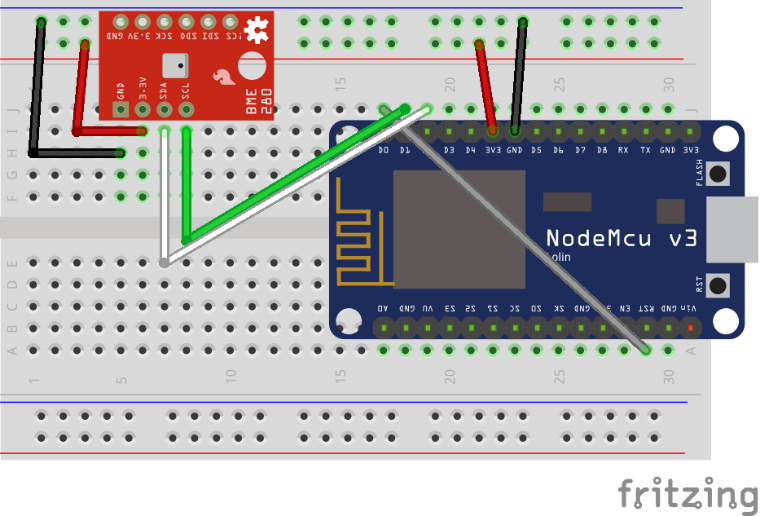 GND 3.3V SCK SDO SDI !CS
GND 3.3V SDA SCL
BME
280
15 20 25 30
J J
I
H
G
F
D0 D1 D3 D4 3V3 GND D5 D6 D7 D8 RX TX GND 3V3
FLASH
NodeMcu v3
olin
RST
A0 GND VU S3 S2 S1 SC S0 SK GND 3 EN RST GND Vin
E
D
C
B
A A
1 5 10 15 20 25 30
fritzing